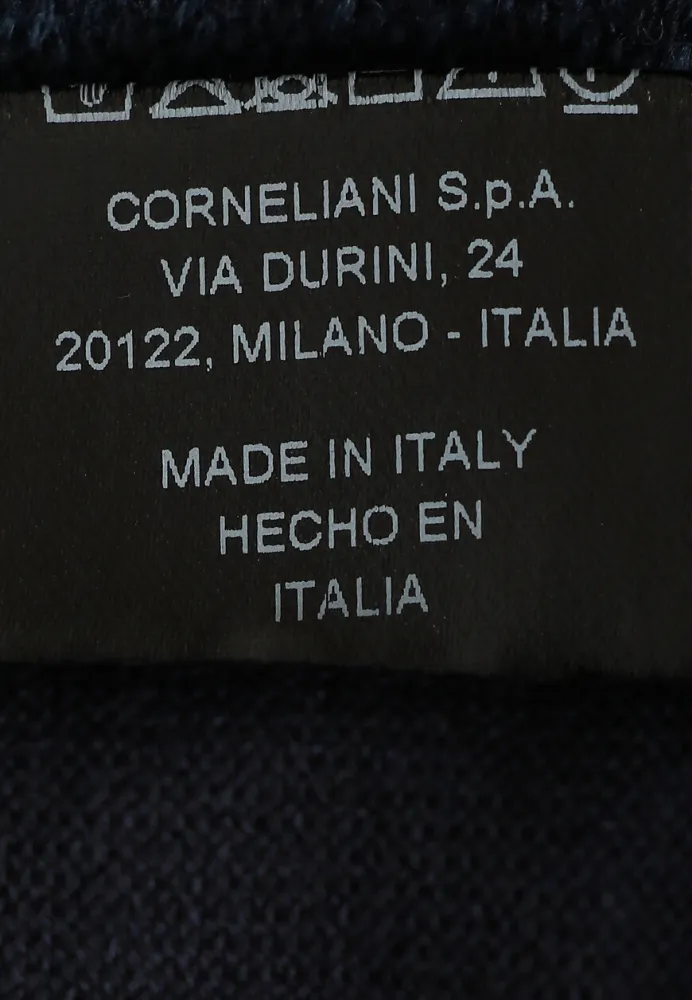 CORNELIANI S.p.A.
VIA DURINI, 24
20122, MILANO - ITALIA
MADE IN ITALY
HECHO EN
ITALIA